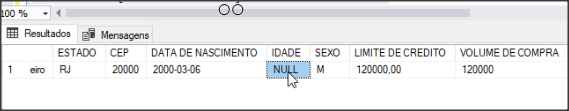 100 %
Resultados Mensagens
ESTADO CEP DATA DE NASCIMENTO IDADE SEXO LIMITE DE CREDITO VOLUME DE COMPRA
1 eiro RJ 20000 2000-03-06 NULL M 120000,00 120000